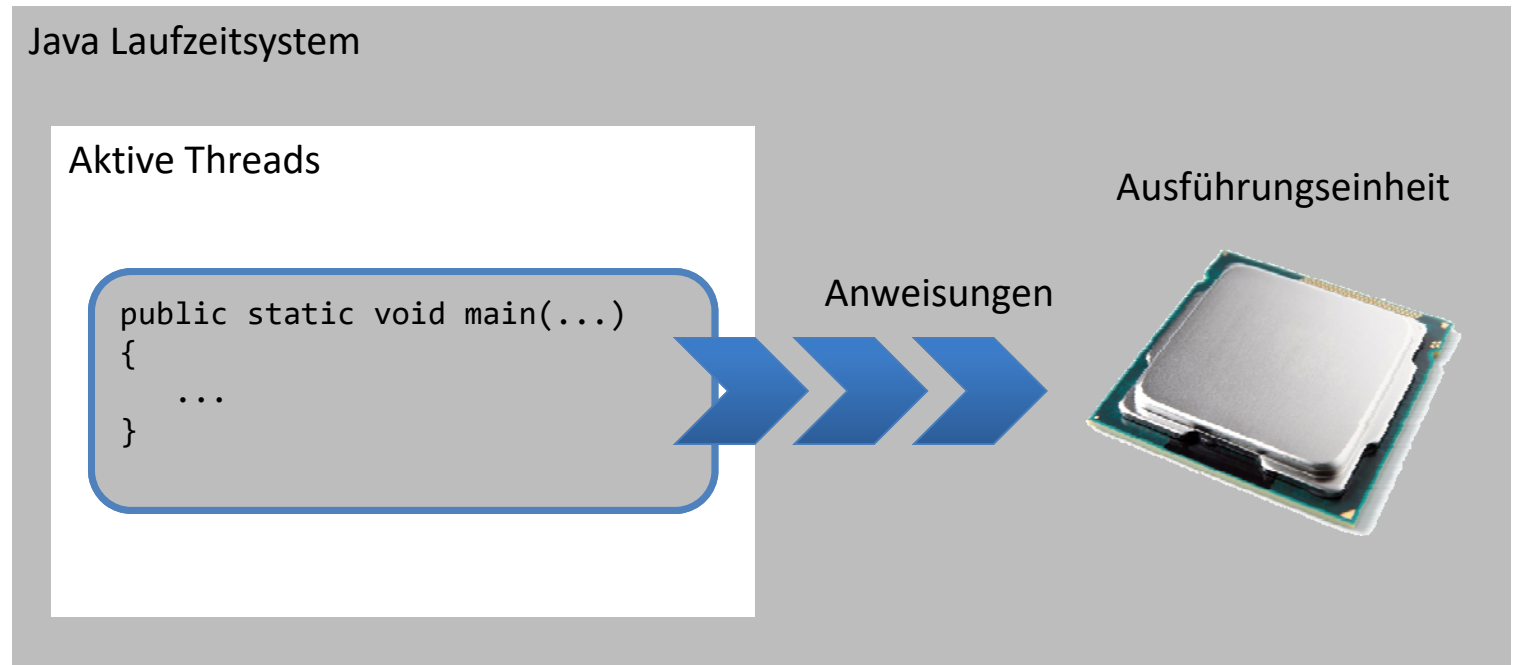 Java Laufzeitsystem
Aktive Threads
Ausführungseinheit
Anweisungen
public static void main(...)
{
...
}